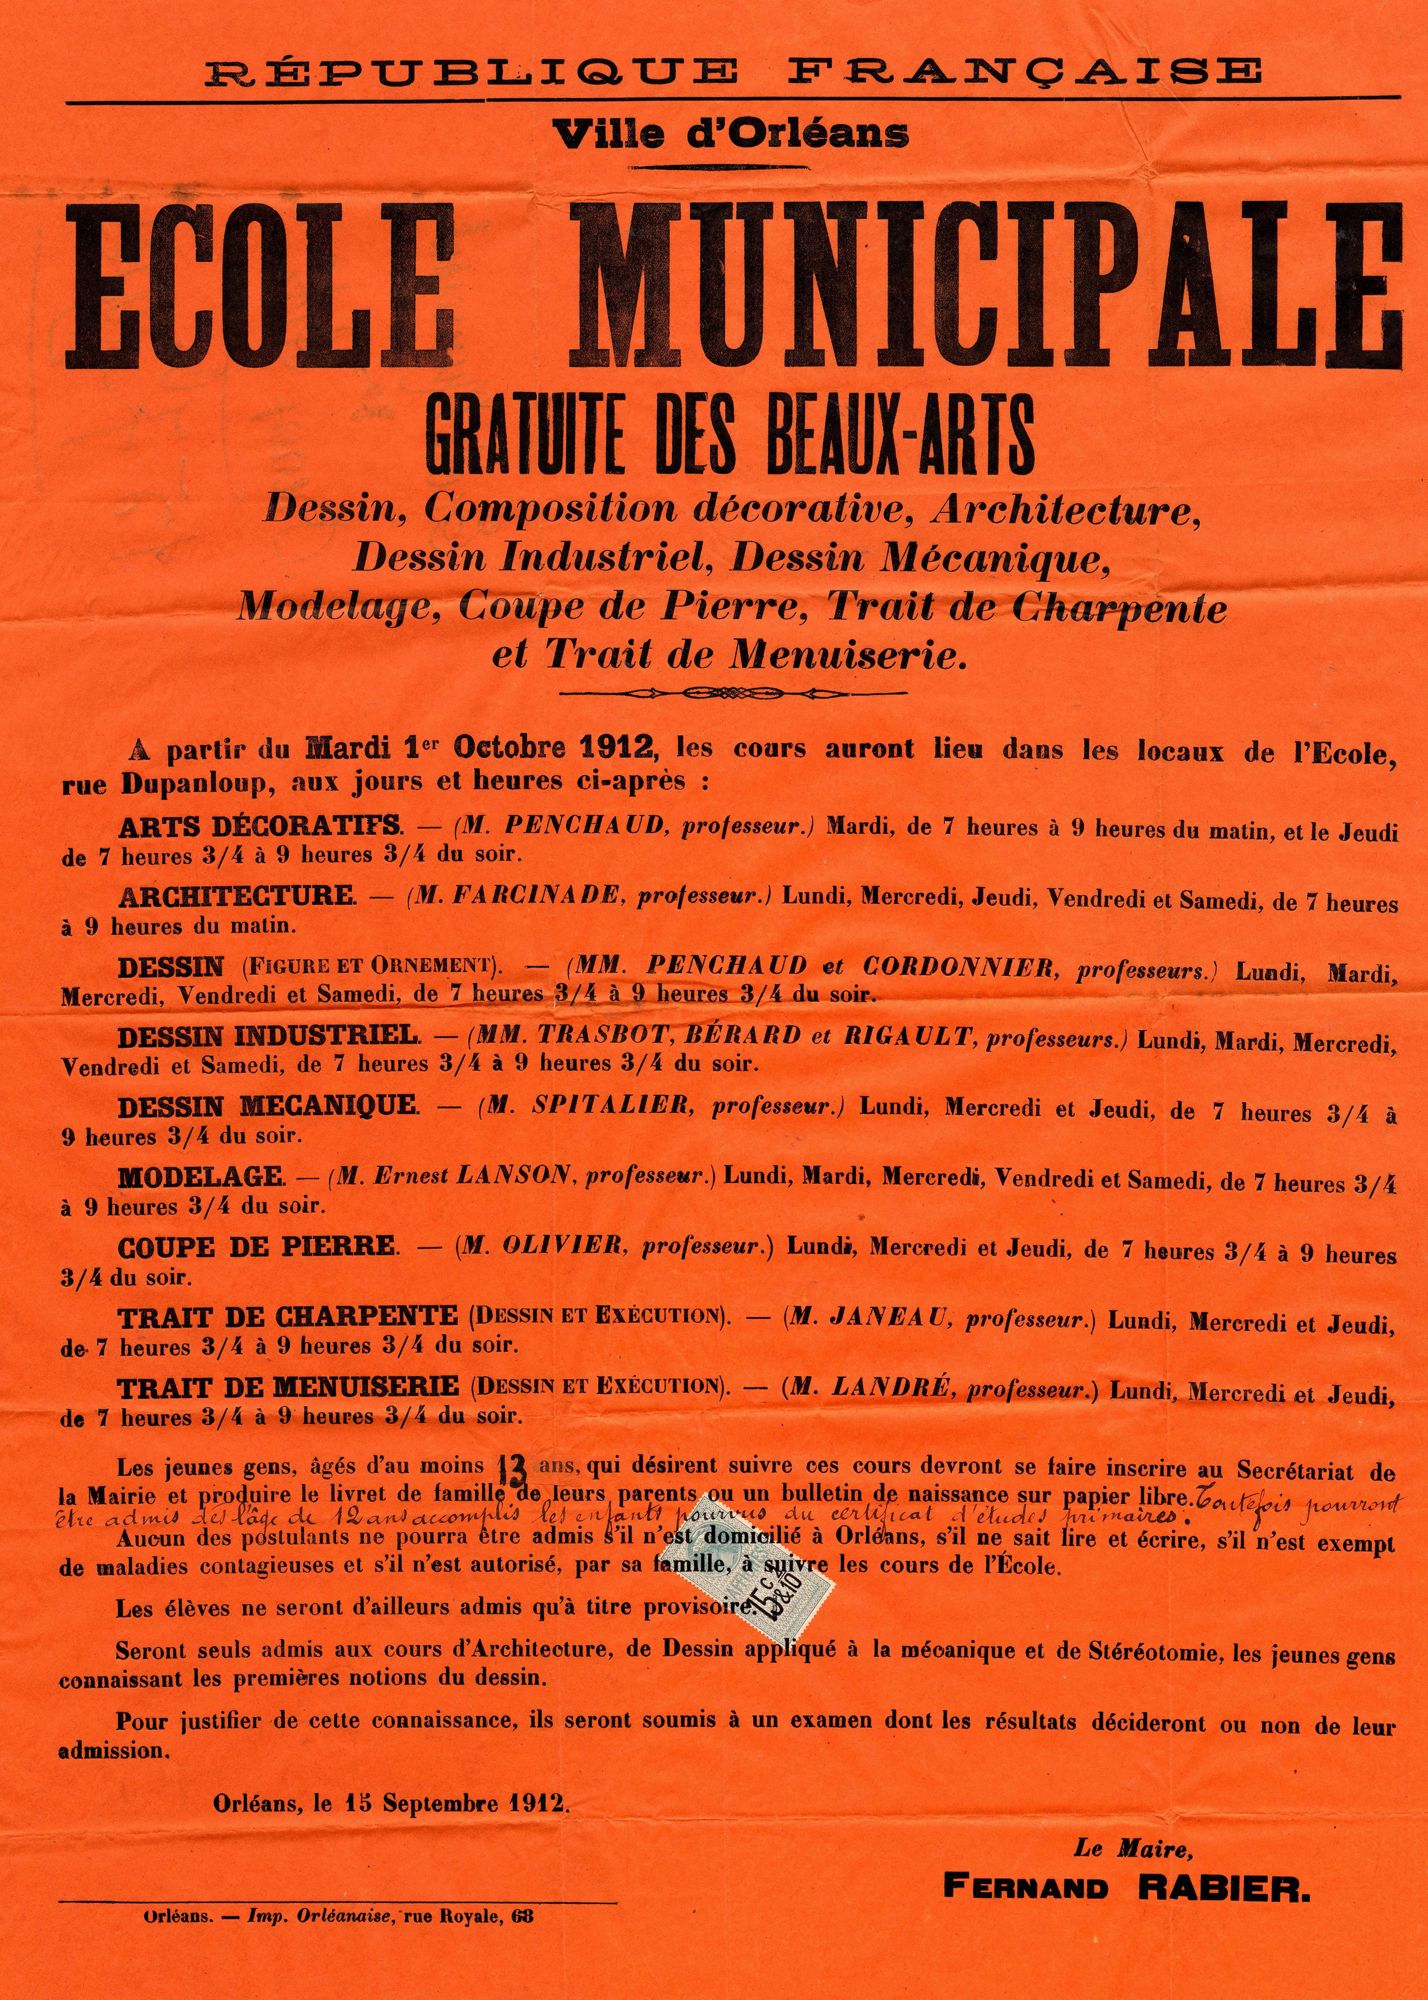 RÉPUBLIQUE FRANÇAISE
Ville d'Orléans
ECOLE MUNICIPALE
GRATUITE DES BEAUX-ARTS
Dessin, Composition décorative, Architecture,
Dessin Industriel, Dessin Mécanique,
Modelage, Coupe de Pierre, Trait de Charpente
et Trait de Menuiserie.
A partir du Mardi 1er Octobre 1912, les cours auront lieu dans les locaux de l'Ecole,
rue Dupanloup, aux jours et heures ci-après :
ARTS DÉCORATIFS. — (M. PENCHAUD, professeur.) Mardi, de 7 heures à 9 heures du matin, et le Jeudi
de 7 heures 3/4 à 9 heures 3/4 du soir.
ARCHITECTURE. — (M. FARCINADE, professeur.) Lundi, Mercredi, Jeudi, Vendredi et Samedi, de 7 heures
à 9 heures du matin.
DESSIN (FIGURE ET ORNEMENT). — (MM. PENCHAUD et CORDONNIER, professeurs.) Lundi, Mardi,
Mercredi, Vendredi et Samedi, de 7 heures 3/4 à 9 heures 3/4 du soir.
DESSIN INDUSTRIEL. — (MM. TRASBOT, BÉRARD et RIGAULT, professeurs.) Lundi, Mardi, Mercredi,
Vendredi et Samedi, de 7 heures 3/4 à 9 heures 3/4 du soir.
DESSIN MECANIQUE. — (M. SPITALIER, professeur.) Lundi, Mercredi et Jeudi, de 7 heures 3/4 à
9 heures 3/4 du soir.
MODELAGE. — (M. Ernest LANSON, professeur.) Lundi, Mardi, Mercredi, Vendredi et Samedi, de 7 heures 3/4
à 9 heures 3/4 du soir.
COUPE DE PIERRE. — (M. OLIVIER, professeur.) Lundi, Mercredi et Jeudi, de 7 heures 3/4 à 9 heures
3/4 du soir.
TRAIT DE CHARPENTE (DESSIN ET EXÉCUTION). — (M. JANEAU, professeur.) Lundi, Mercredi et Jeudi,
de 7 heures 3/4 à 9 heures 3/4 du soir.
TRAIT DE MENUISERIE (DESSIN ET EXÉCUTION). — (M. LANDRÉ, professeur.) Lundi, Mercredi et Jeudi,
de 7 heures 3/4 à 9 heures 3/4 du soir.
Les jeunes gens, âgés d'au moins 13 ans, qui désirent suivre ces cours devront se faire inscrire au Secrétariat de
la Mairie et produire le livret de famille de leurs parents ou un bulletin de naissance sur papier libre. Toutefois pourront
être admis dès l'âge de 12 ans accomplis les enfants pourvus du certificat d'études primaires.
Aucun des postulants ne pourra être admis s'il n'est domicilié à Orléans, s'il ne sait lire et écrire, s'il n'est exempt
de maladies contagieuses et s'il n'est autorisé, par sa famille, à suivre les cours de l'École.
Les élèves ne seront d'ailleurs admis qu'à titre provisoire.
15 c 2/
&10
Seront seuls admis aux cours d'Architecture, de Dessin appliqué à la mécanique et de Stéréotomie, les jeunes gens
connaissant les premières notions du dessin.
Pour justifier de cette connaissance, ils seront soumis à un examen dont les résultats décideront ou non de leur
admission.
Orléans, le 15 Septembre 1912.
Le Maire,
FERNAND RABIER.
Orléans. — Imp. Orléanaise, rue Royale, 68